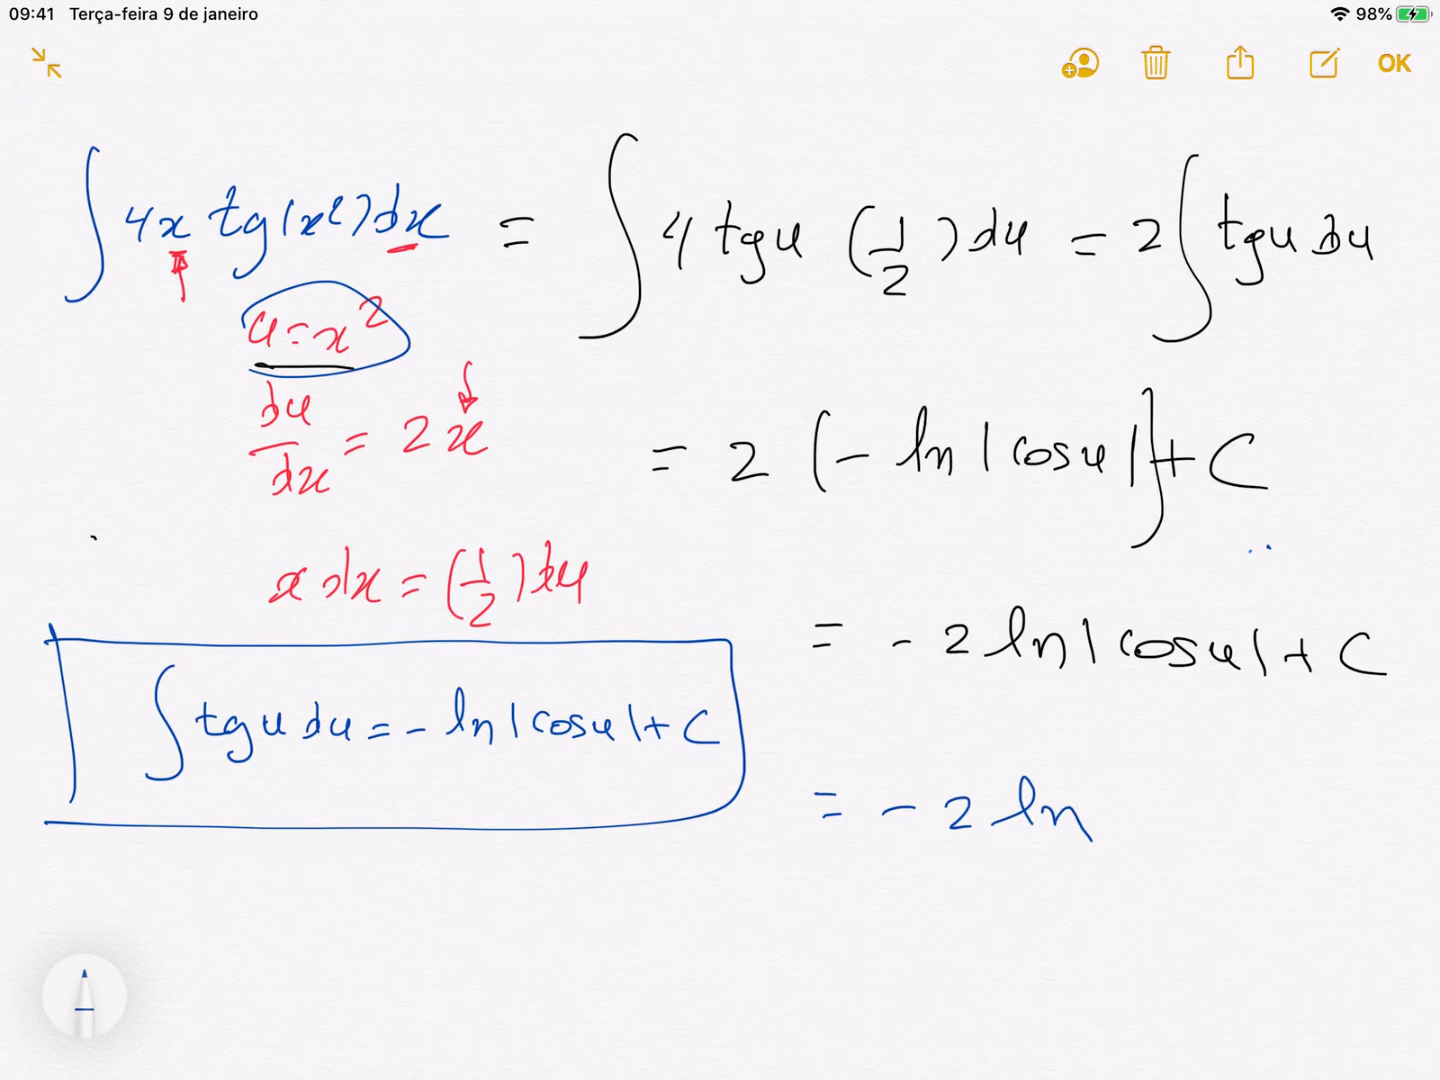 09:41 Terça-feira 9 de janeiro 98%
OK
∫ 4x tg(x²)dx = ∫ 4 tgu (1/2)du = 2∫ tgu du
u = x²
du/dx = 2x
= 2 (- ln|cosu|) + C
x dx = (1/2)du
= -2 ln|cosu| + C
∫ tgu du = - ln|cosu| + C
= -2 ln